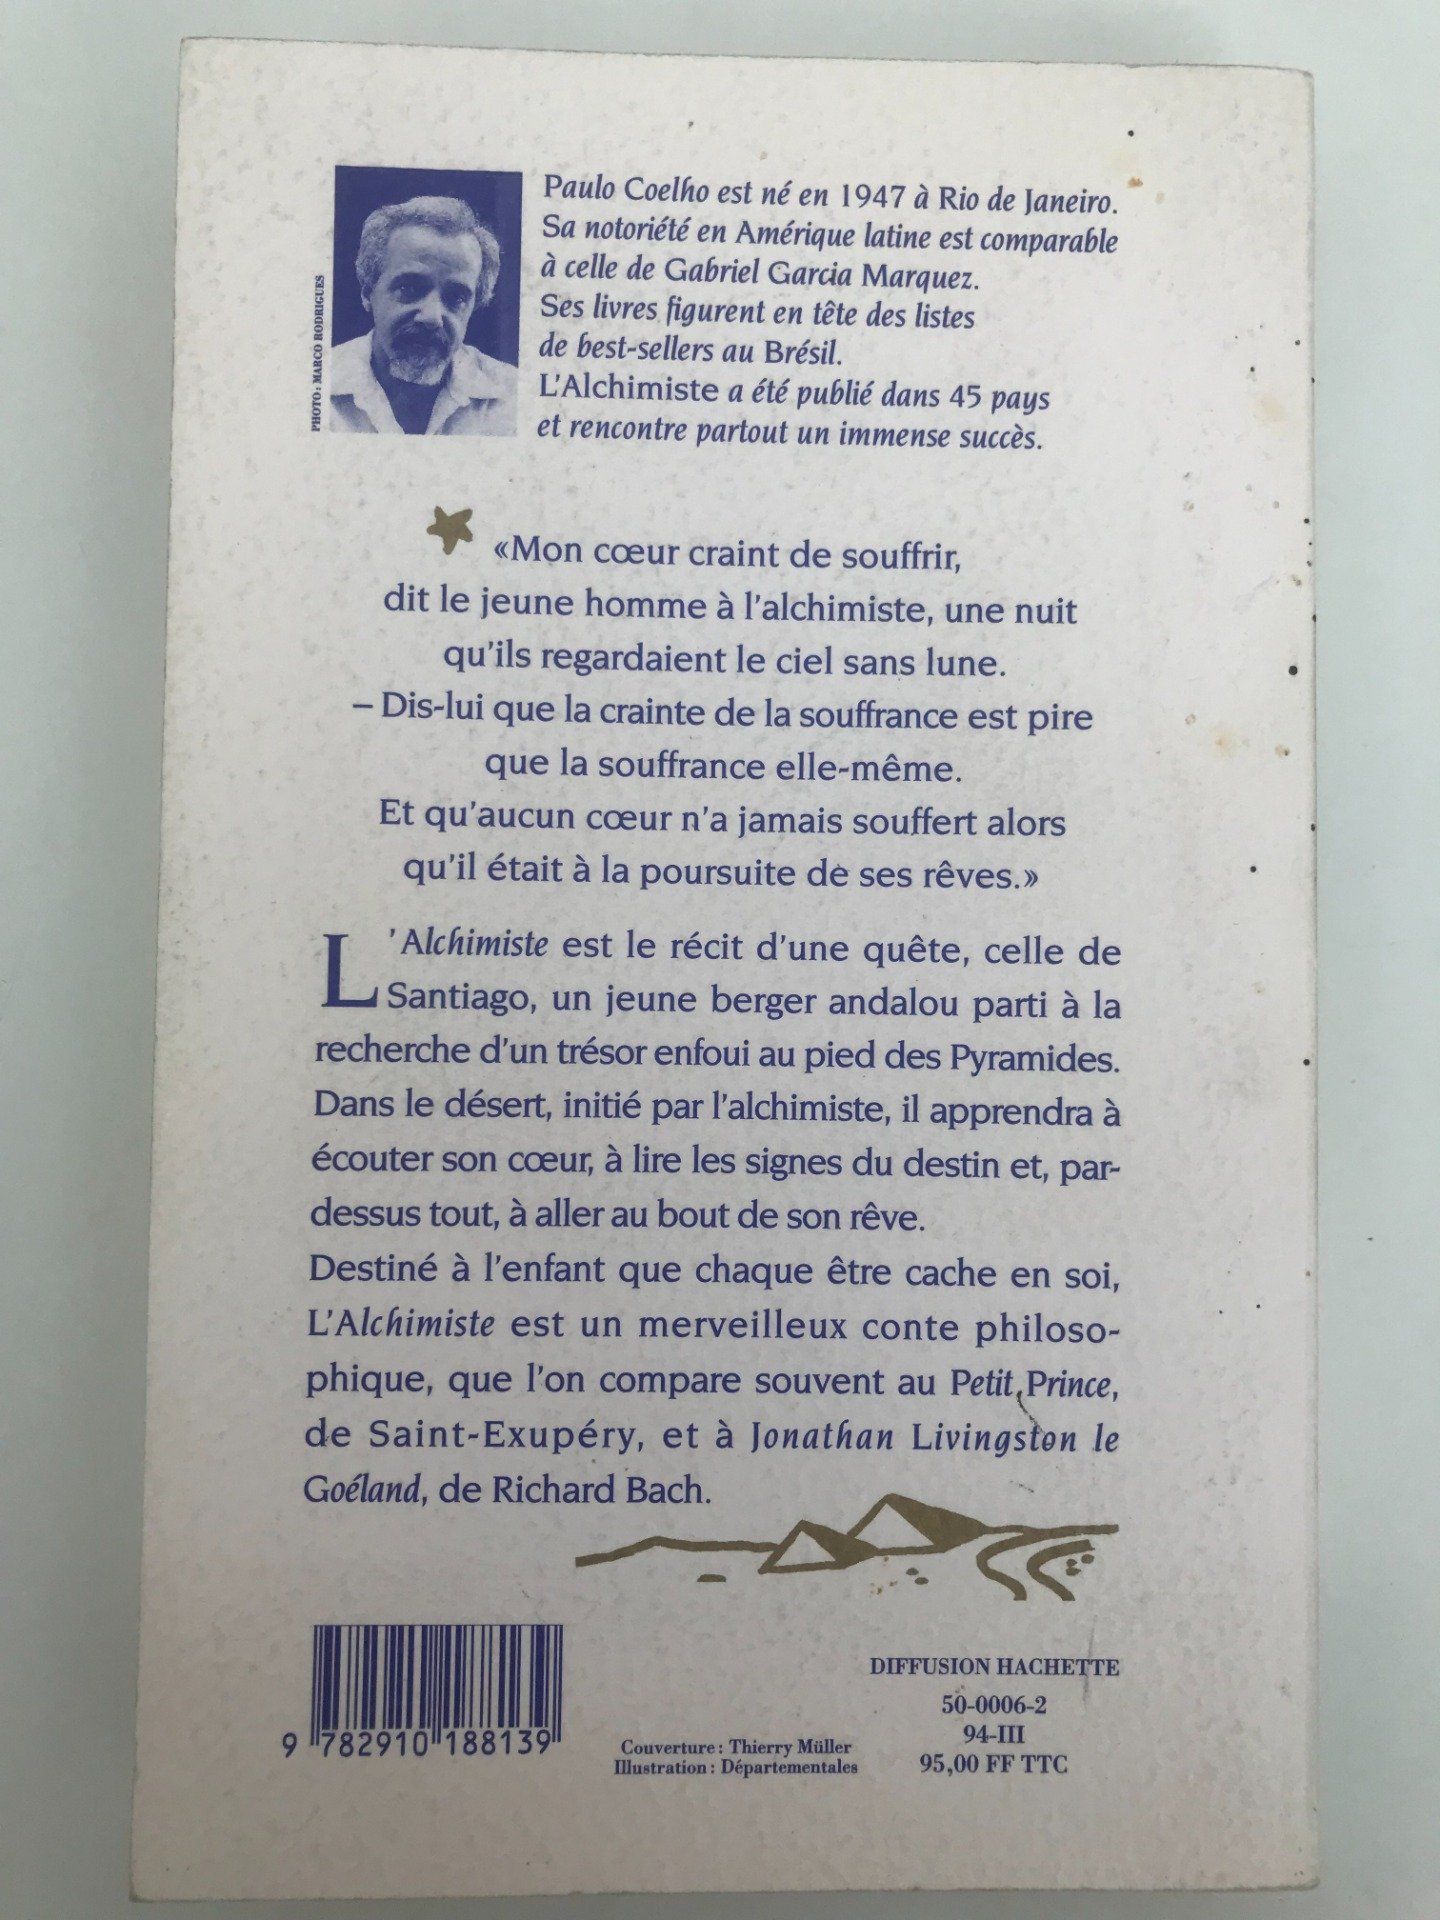 PHOTO: MARCO RODRIGUES
Paulo Coelho est né en 1947 à Rio de Janeiro.
Sa notoriété en Amérique latine est comparable
à celle de Gabriel Garcia Marquez.
Ses livres figurent en tête des listes
de best-sellers au Brésil.
L'Alchimiste a été publié dans 45 pays
et rencontre partout un immense succès.
«Mon cœur craint de souffrir,
dit le jeune homme à l'alchimiste, une nuit
qu'ils regardaient le ciel sans lune.
– Dis-lui que la crainte de la souffrance est pire
que la souffrance elle-même.
Et qu'aucun cœur n'a jamais souffert alors
qu'il était à la poursuite de ses rêves.»
L'Alchimiste est le récit d'une quête, celle de
Santiago, un jeune berger andalou parti à la
recherche d'un trésor enfoui au pied des Pyramides.
Dans le désert, initié par l'alchimiste, il apprendra à
écouter son cœur, à lire les signes du destin et, par-
dessus tout, à aller au bout de son rêve.
Destiné à l'enfant que chaque être cache en soi,
L'Alchimiste est un merveilleux conte philoso-
phique, que l'on compare souvent au Petit Prince,
de Saint-Exupéry, et à Jonathan Livingston le
Goéland, de Richard Bach.
9 782910 188139
Couverture : Thierry Müller
Illustration : Départementales
DIFFUSION HACHETTE
50-0006-2
94-III
95,00 FF TTC